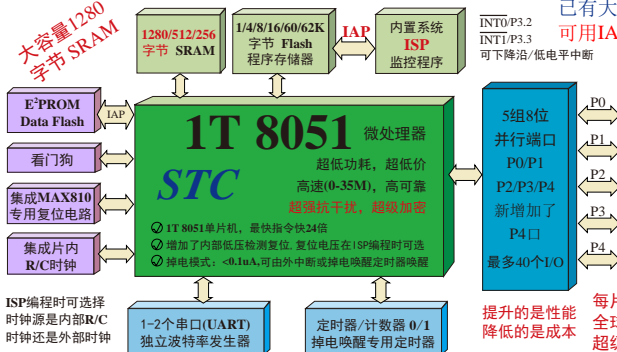 大容量1280
字节 SRAM
1280/512/256
字节 SRAM
1/4/8/16/60/62K
字节 Flash
程序存储器
IAP
内置系统
ISP
监控程序
INT0/P3.2
INT1/P3.3
可下降沿/低电平中断
已有大
可用IA
E²PROM
Data Flash
IAP
看门狗
集成MAX810
专用复位电路
集成片内
R/C时钟
1T 8051 微处理器
STC
超低功耗，超低价
高速(0-35M)，高可靠
超强抗干扰，超级加密
1T 8051单片机，最快指令快24倍
增加了内部低压检测复位, 复位电压在ISP编程时可选
掉电模式：<0.1uA,可由外中断或掉电唤醒定时器唤醒
5组8位
并行端口
P0/P1
P2/P3/P4
新增加了
P4口
最多40个I/O
P0
P1
P2
P3
P4
ISP编程时可选择
时钟源是内部R/C
时钟还是外部时钟
1-2个串口(UART)
独立波特率发生器
定时器/计数器 0/1
掉电唤醒专用定时器
提升的是性能
降低的是成本
每片
全球
超级